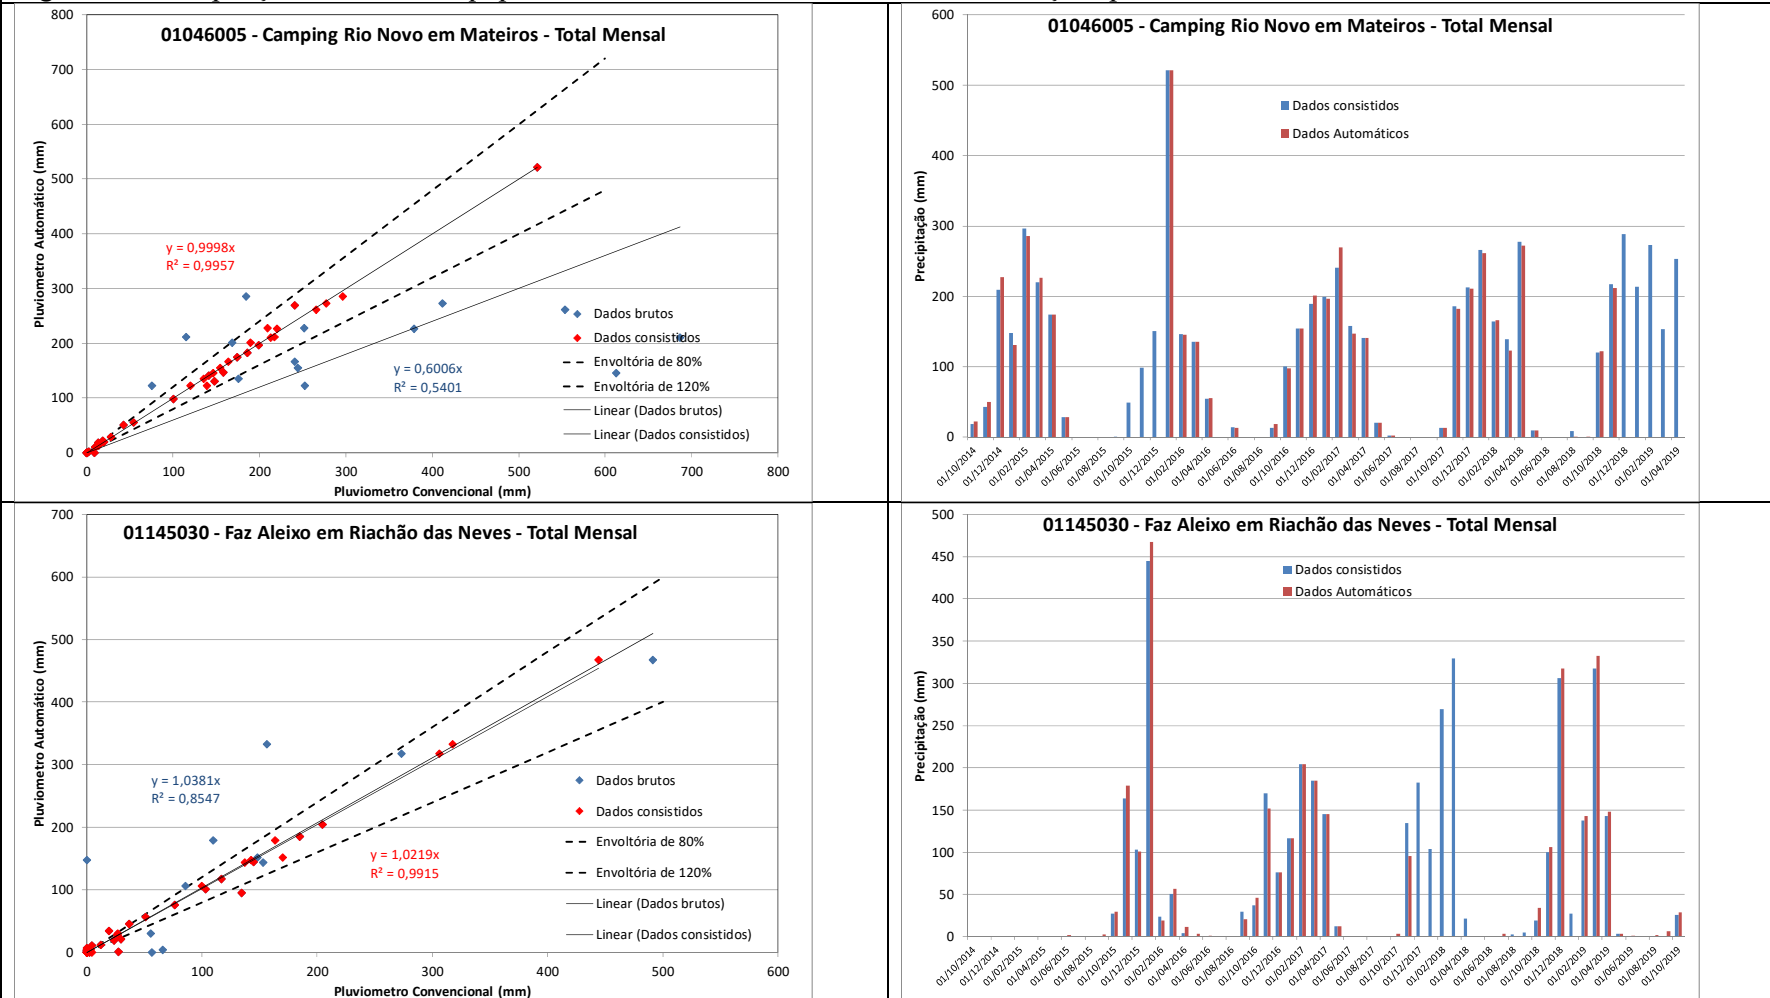 01046005 - Camping Rio Novo em Mateiros - Total Mensal
Pluviometro Automático (mm)
800
700
600
500
400
300
200
100
0
y = 0,9998x
R² = 0,9957
y = 0,6006x
R² = 0,5401
Dados brutos
Dados consistidos
Envoltória de 80%
Envoltória de 120%
Linear (Dados brutos)
Linear (Dados consistidos)
0 100 200 300 400 500 600 700 800
Pluviometro Convencional (mm)
01046005 - Camping Rio Novo em Mateiros - Total Mensal
Precipitação (mm)
600
500
400
300
200
100
0
Dados consistidos
Dados Automáticos
01/10/2014 01/12/2014 01/02/2015 01/04/2015 01/06/2015 01/08/2015 01/10/2015 01/12/2015 01/02/2016 01/04/2016 01/06/2016 01/08/2016 01/10/2016 01/12/2016 01/02/2017 01/04/2017 01/06/2017 01/08/2017 01/10/2017 01/12/2017 01/02/2018 01/04/2018 01/06/2018 01/08/2018 01/10/2018 01/12/2018 01/02/2019 01/04/2019
01145030 - Faz Aleixo em Riachão das Neves - Total Mensal
Pluviometro Automático (mm)
700
600
500
400
300
200
100
0
y = 1,0381x
R² = 0,8547
y = 1,0219x
R² = 0,9915
Dados brutos
Dados consistidos
Envoltória de 80%
Envoltória de 120%
Linear (Dados brutos)
Linear (Dados consistidos)
0 100 200 300 400 500 600
Pluviometro Convencional (mm)
01145030 - Faz Aleixo em Riachão das Neves - Total Mensal
Precipitação (mm)
500
450
400
350
300
250
200
150
100
50
0
Dados consistidos
Dados Automáticos
01/10/2014 01/12/2014 01/02/2015 01/04/2015 01/06/2015 01/08/2015 01/10/2015 01/12/2015 01/02/2016 01/04/2016 01/06/2016 01/08/2016 01/10/2016 01/12/2016 01/02/2017 01/04/2017 01/06/2017 01/08/2017 01/10/2017 01/12/2017 01/02/2018 01/04/2018 01/06/2018 01/08/2018 01/10/2018 01/12/2018 01/02/2019 01/04/2019 01/06/2019 01/08/2019 01/10/2019